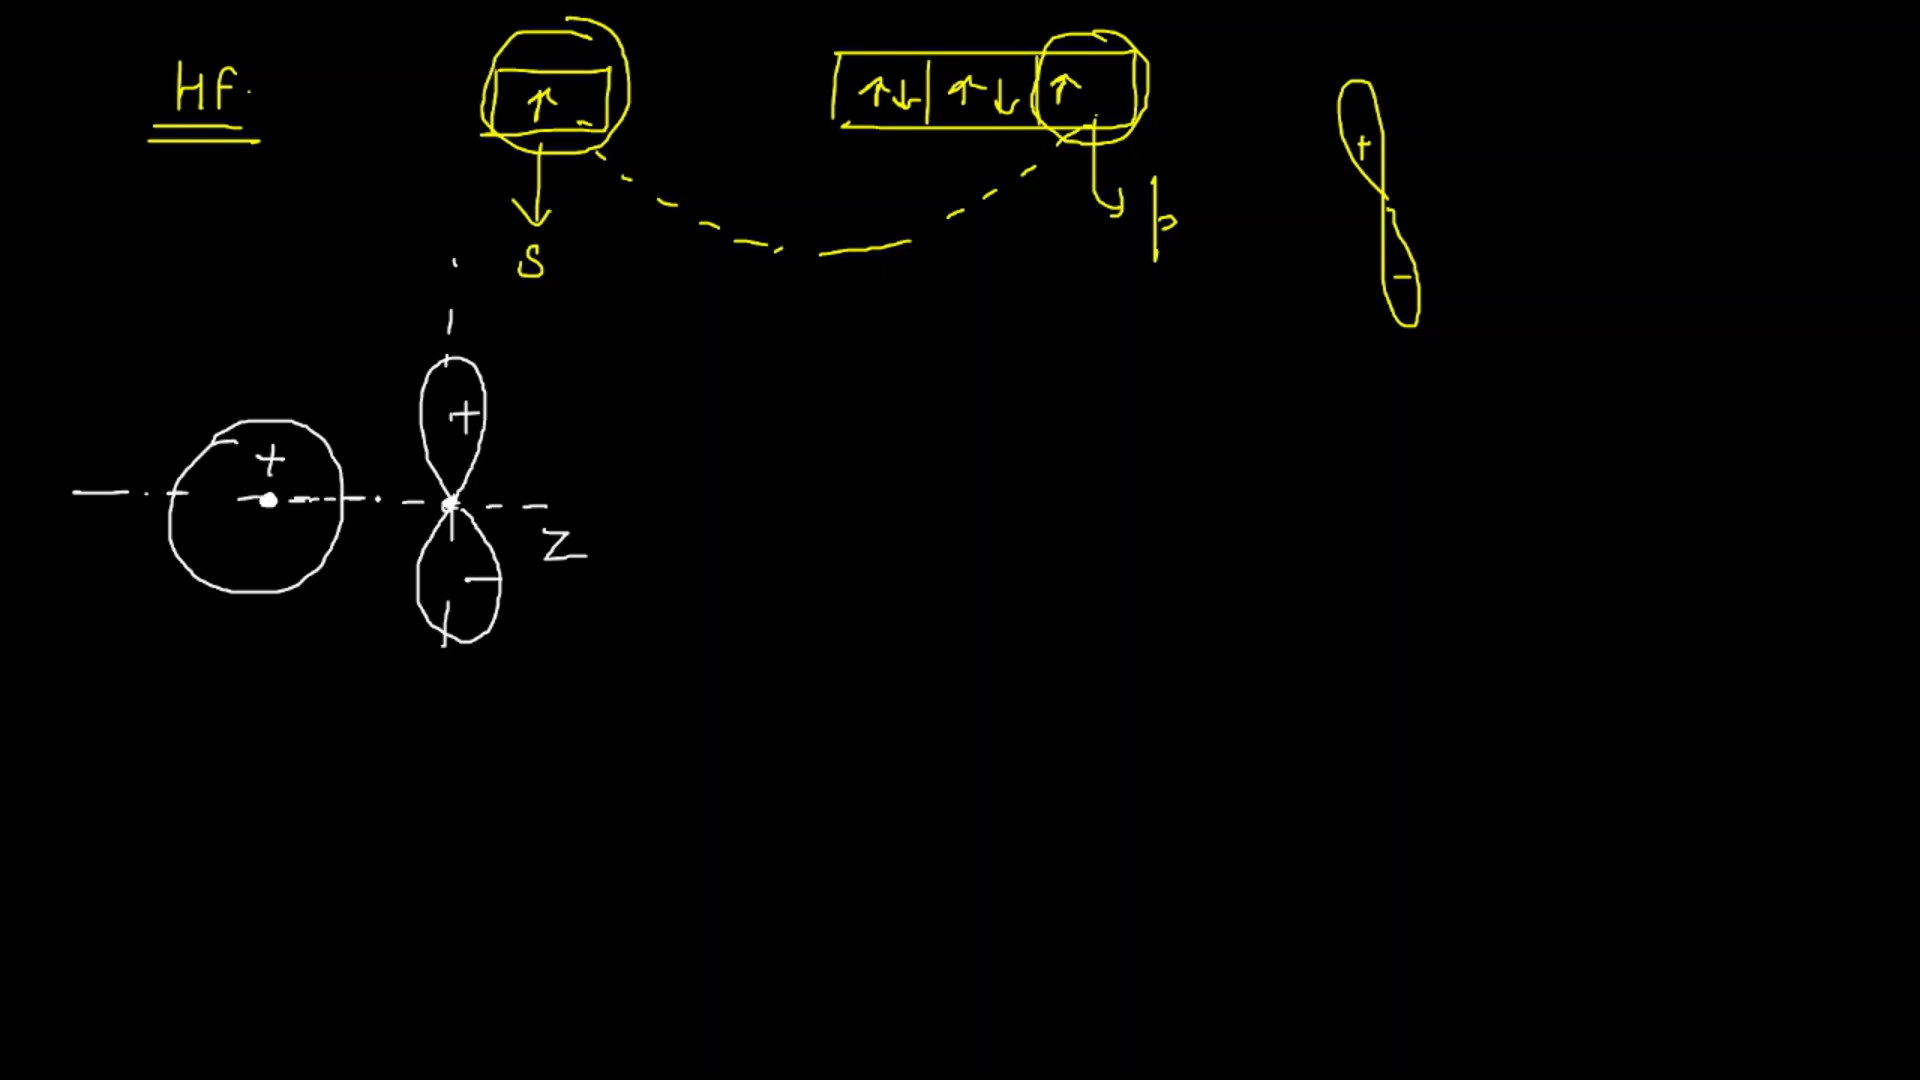 HF
↑
↑↓ ↑↓ ↑
s
p
+
-
+
+
-
Z